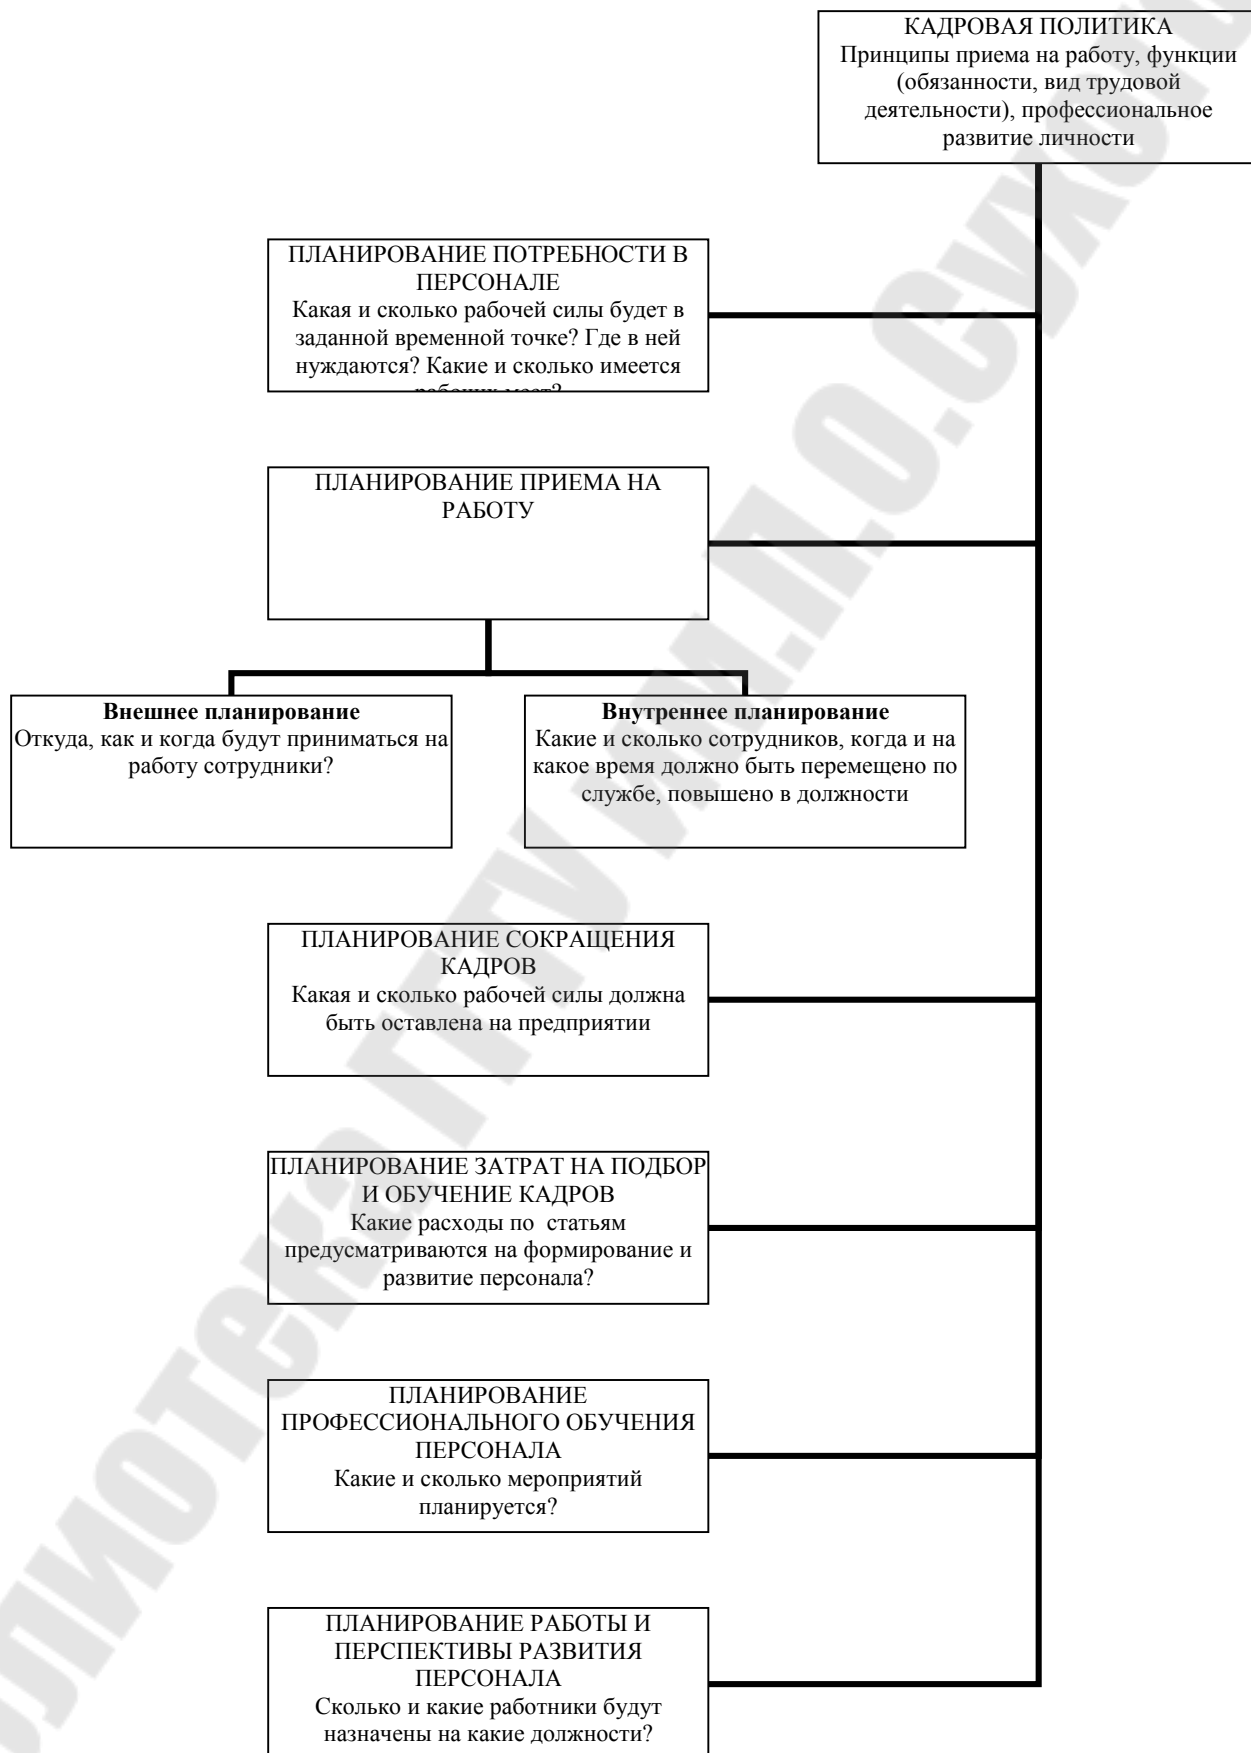 КАДРОВАЯ ПОЛИТИКА
Принципы приема на работу, функции
(обязанности, вид трудовой
деятельности), профессиональное
развитие личности
ПЛАНИРОВАНИЕ ПОТРЕБНОСТИ В
ПЕРСОНАЛЕ
Какая и сколько рабочей силы будет в
заданной временной точке? Где в ней
нуждаются? Какие и сколько имеется
рабочих мест?
ПЛАНИРОВАНИЕ ПРИЕМА НА
РАБОТУ
Внешнее планирование
Откуда, как и когда будут приниматься на
работу сотрудники?
Внутреннее планирование
Какие и сколько сотрудников, когда и на
какое время должно быть перемещено по
службе, повышено в должности
ПЛАНИРОВАНИЕ СОКРАЩЕНИЯ
КАДРОВ
Какая и сколько рабочей силы должна
быть оставлена на предприятии
ПЛАНИРОВАНИЕ ЗАТРАТ НА ПОДБОР
И ОБУЧЕНИЕ КАДРОВ
Какие расходы по  статьям
предусматриваются на формирование и
развитие персонала?
ПЛАНИРОВАНИЕ
ПРОФЕССИОНАЛЬНОГО ОБУЧЕНИЯ
ПЕРСОНАЛА
Какие и сколько мероприятий
планируется?
ПЛАНИРОВАНИЕ РАБОТЫ И
ПЕРСПЕКТИВЫ РАЗВИТИЯ
ПЕРСОНАЛА
Сколько и какие работники будут
назначены на какие должности?